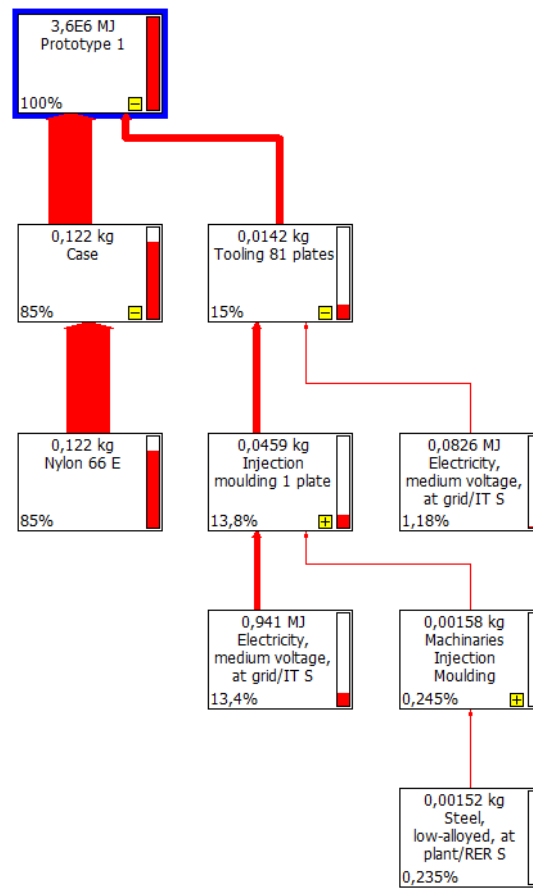 3,6E6 MJ
Prototype 1
100%
0,122 kg
Case
85%
0,0142 kg
Tooling 81 plates
15%
0,122 kg
Nylon 66 E
85%
0,0459 kg
Injection
moulding 1 plate
13,8%
0,0826 MJ
Electricity,
medium voltage,
at grid/IT S
1,18%
0,941 MJ
Electricity,
medium voltage,
at grid/IT S
13,4%
0,00158 kg
Machinaries
Injection
Moulding
0,245%
0,00152 kg
Steel,
low-alloyed, at
plant/RER S
0,235%